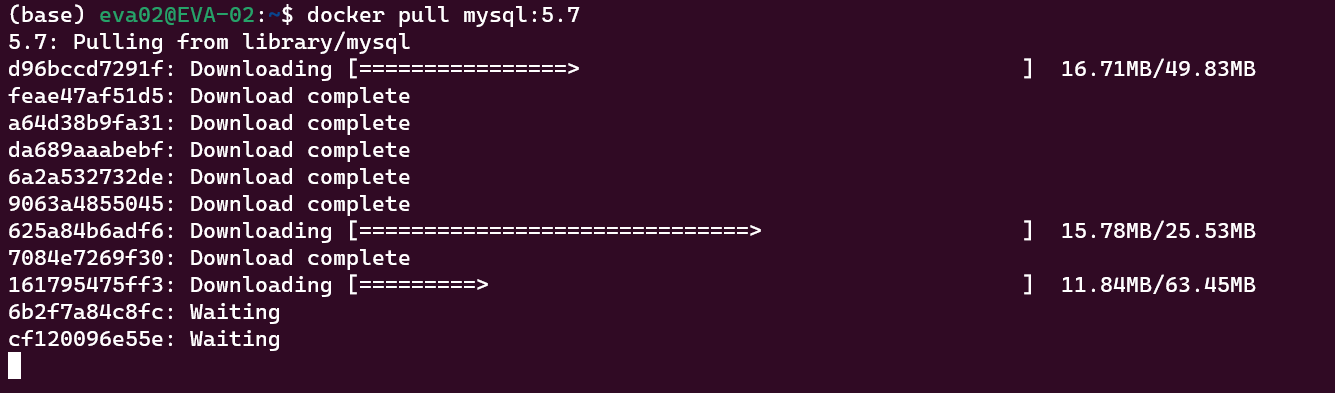 (base) eva02@EVA-02:~$ docker pull mysql:5.7
5.7: Pulling from library/mysql
d96bccd7291f: Downloading [================>                                  ]  16.71MB/49.83MB
feae47af51d5: Download complete
a64d38b9fa31: Download complete
da689aaabebf: Download complete
6a2a532732de: Download complete
9063a4855045: Download complete
625a84b6adf6: Downloading [==============================>                    ]  15.78MB/25.53MB
7084e7269f30: Download complete
161795475ff3: Downloading [=========>                                         ]  11.84MB/63.45MB
6b2f7a84c8fc: Waiting
cf120096e55e: Waiting